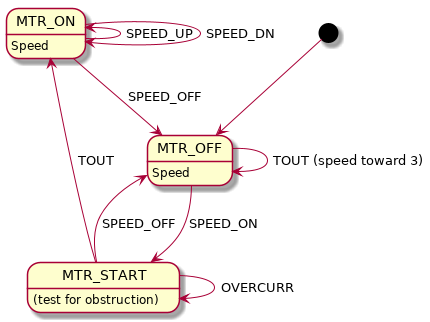 MTR_ON
Speed
SPEED_UP
SPEED_DN
SPEED_OFF
MTR_OFF
Speed
TOUT (speed toward 3)
TOUT
SPEED_OFF
SPEED_ON
MTR_START
(test for obstruction)
OVERCURR